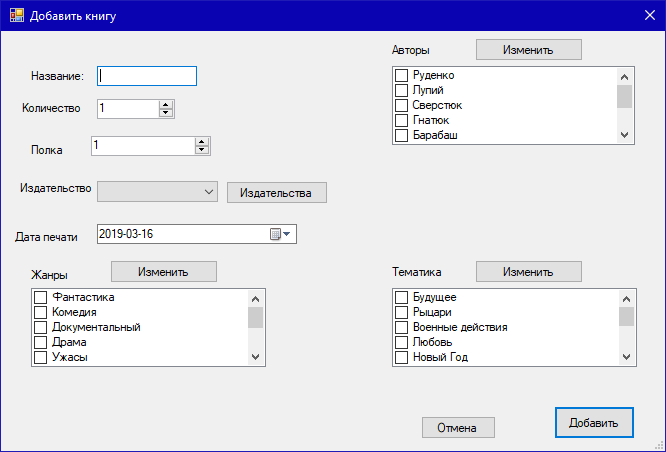 Добавить книгу
Название:
Количество 1
Полка 1
Издательство Издательства
Дата печати 2019-03-16
Авторы Изменить
Руденко
Лупий
Сверстюк
Гнатюк
Барабаш
Жанры Изменить
Фантастика
Комедия
Документальный
Драма
Ужасы
Тематика Изменить
Будущее
Рыцари
Военные действия
Любовь
Новый Год
Отмена Добавить